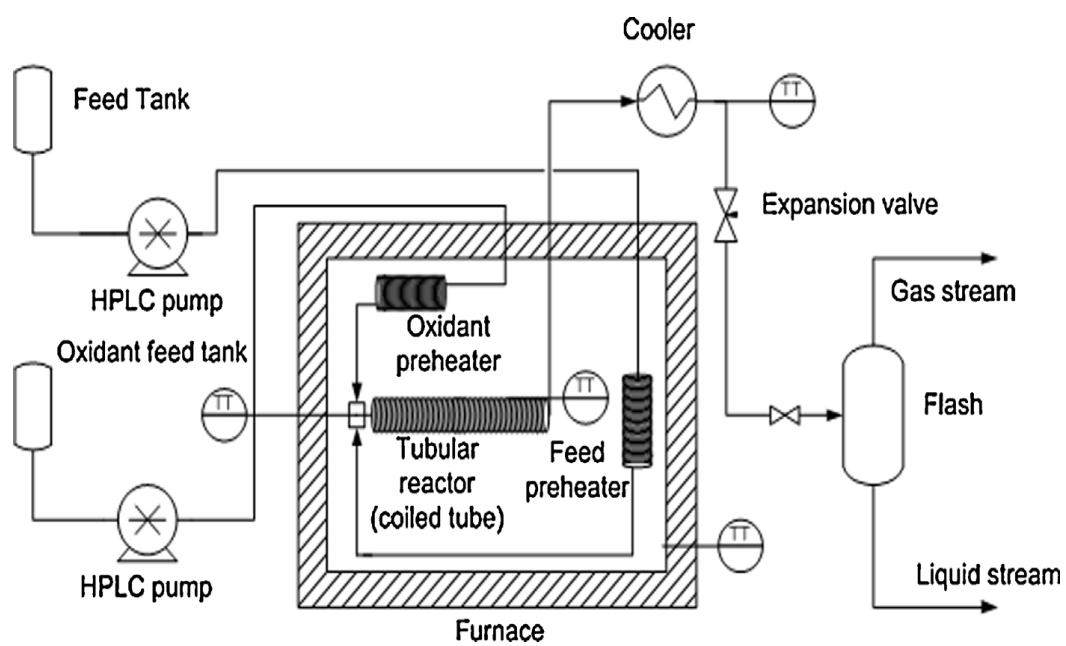 Cooler
Feed Tank
TT
Expansion valve
HPLC pump
Gas stream
Oxidant
preheater
Oxidant feed tank
TT
TT
Flash
Tubular
reactor
(coiled tube)
Feed
preheater
TT
HPLC pump
Liquid stream
Furnace